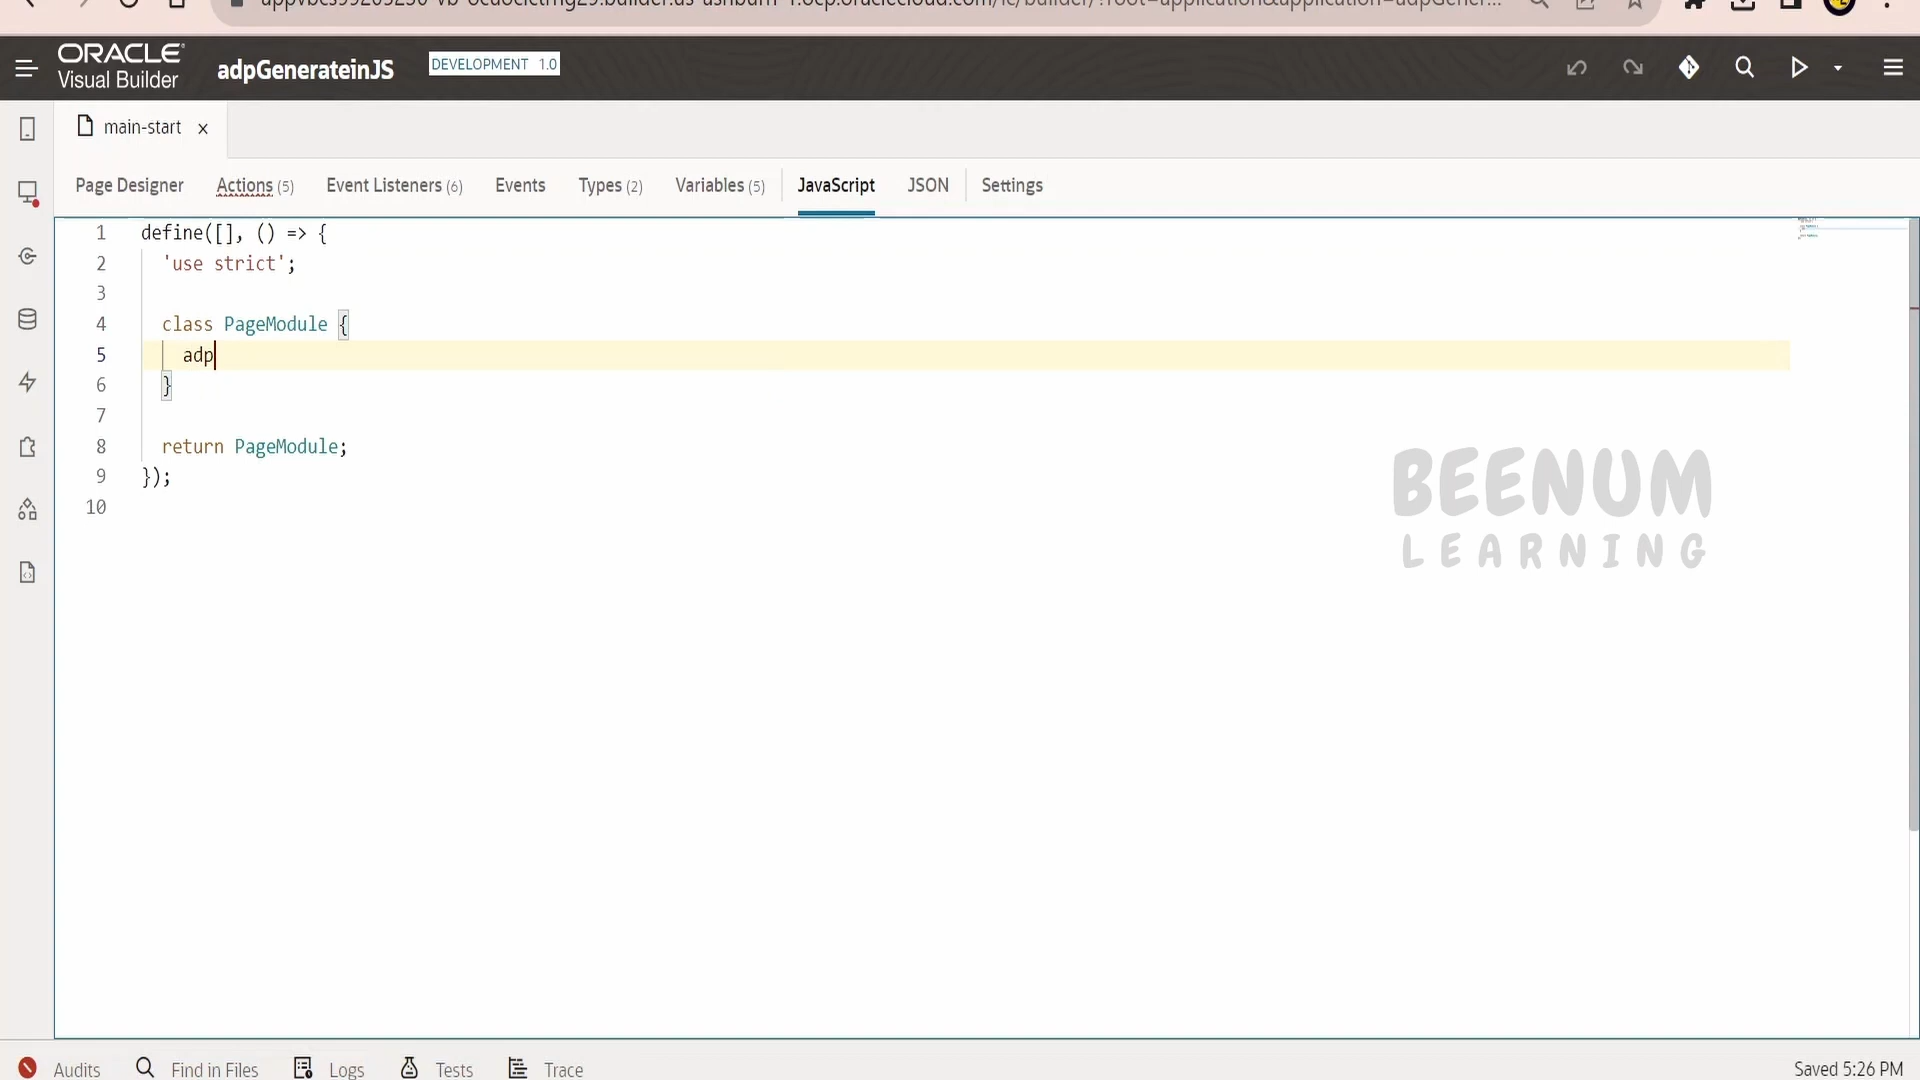 ORACLE
Visual Builder
adpGenerateinJS
DEVELOPMENT 1.0
main-start x
Page Designer
Actions (5)
Event Listeners (6)
Events
Types (2)
Variables (5)
JavaScript
JSON
Settings
1 define([], () => {
2 'use strict';
3
4 class PageModule {
5 adp
6 }
7
8 return PageModule;
9 });
10
BEENUM
LEARNING
Audits
Find in Files
Logs
Tests
Trace
Saved 5:26 PM